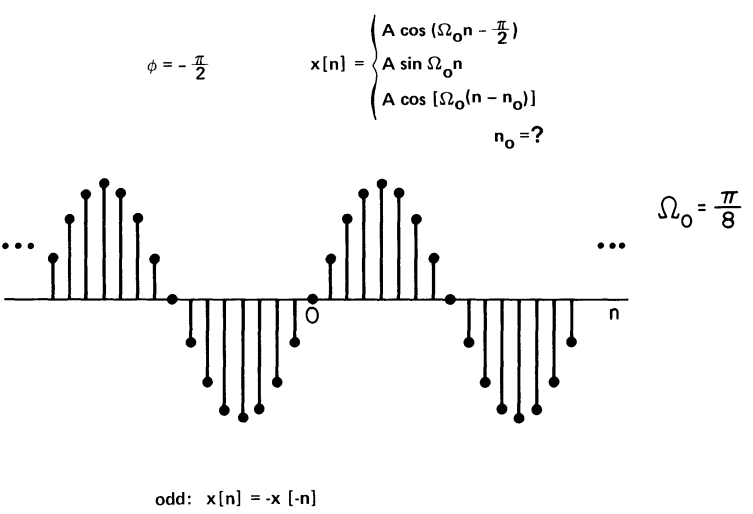 ϕ = - π/2
x[n] = { A cos (Ω₀n - π/2)
A sin Ω₀n
A cos [Ω₀(n - n₀)]
n₀ = ?
Ω₀ = π/8
••• •••
0 n
odd: x[n] = -x [-n]